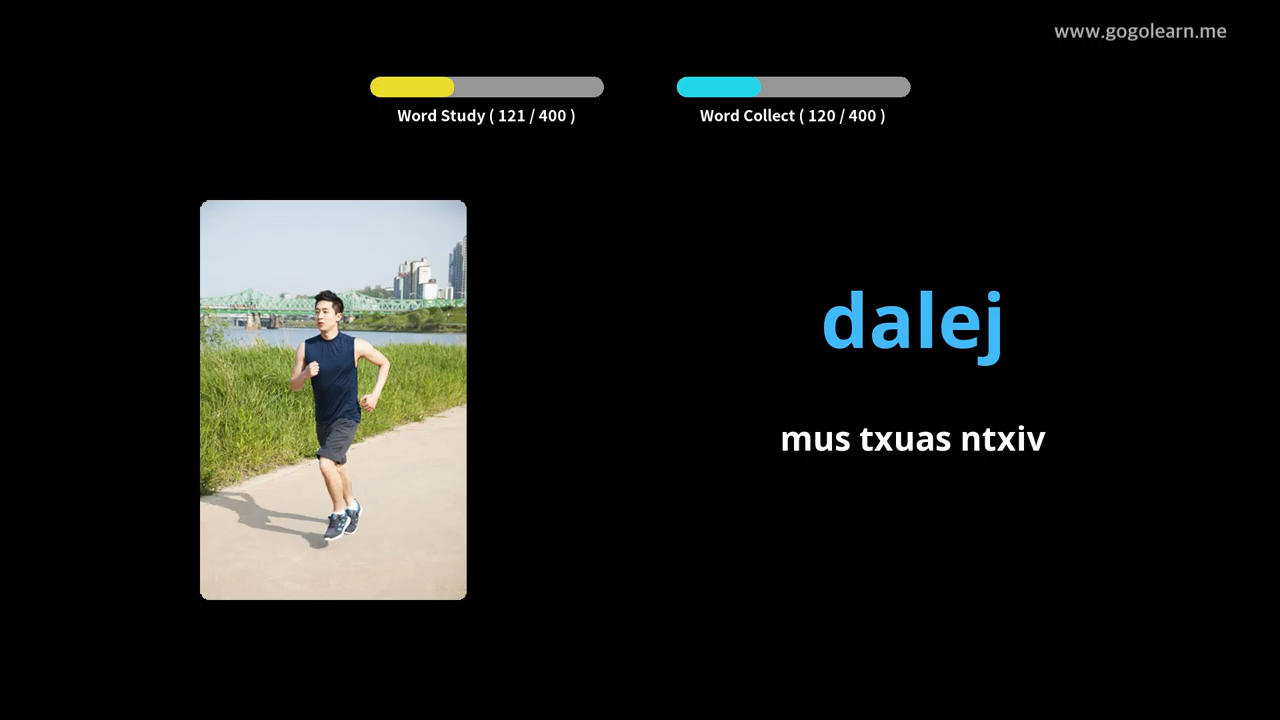 www.gogolearn.me
Word Study ( 121 / 400 )
Word Collect ( 120 / 400 )
dalej
mus txuas ntxiv